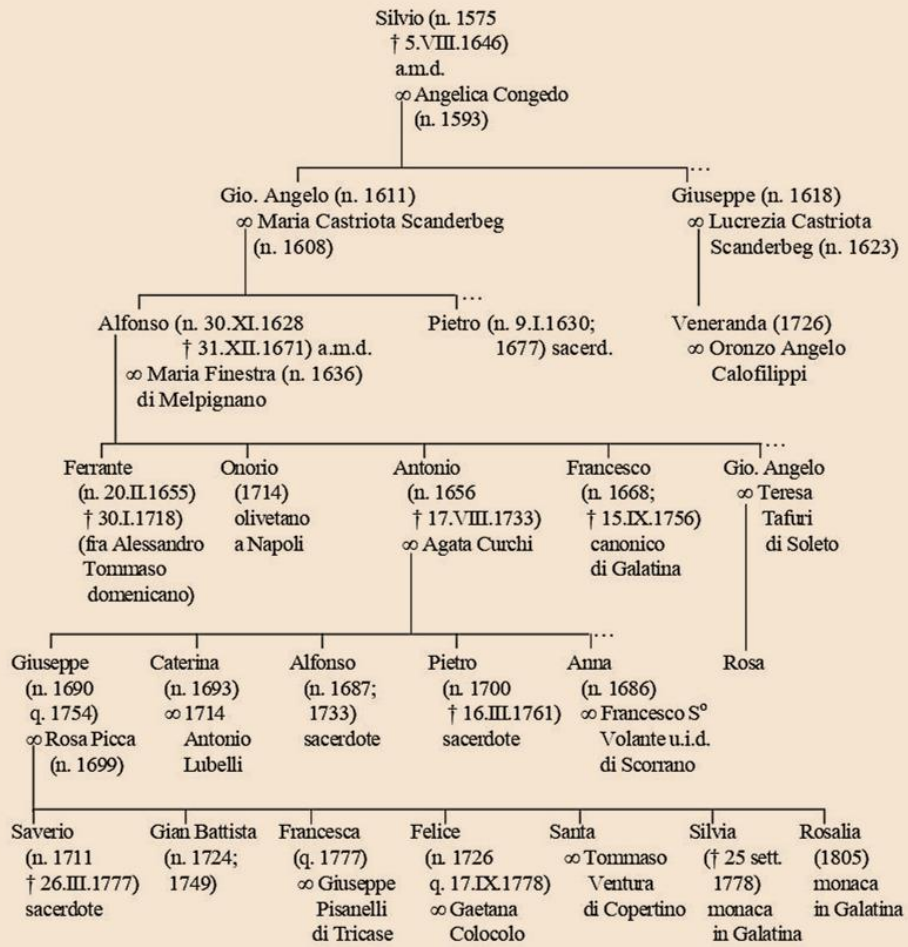 Silvio (n. 1575
† 5.VIII.1646)
a.m.d.
∞ Angelica Congedo
(n. 1593)
...
Gio. Angelo (n. 1611)
∞ Maria Castriota Scanderbeg
(n. 1608)
Giuseppe (n. 1618)
∞ Lucrezia Castriota
Scanderbeg (n. 1623)
...
Alfonso (n. 30.XI.1628
† 31.XII.1671) a.m.d.
∞ Maria Finestra (n. 1636)
di Melpignano
Pietro (n. 9.I.1630;
1677) sacerd.
Veneranda (1726)
∞ Oronzo Angelo
Calofilippi
...
Ferrante
(n. 20.II.1655)
† 30.I.1718)
(fra Alessandro
Tommaso
domenicano)
Onorio
(1714)
olivetano
a Napoli
Antonio
(n. 1656
† 17.VIII.1733)
∞ Agata Curchi
Francesco
(n. 1668;
† 15.IX.1756)
canonico
di Galatina
Gio. Angelo
∞ Teresa
Tafuri
di Soleto
...
Giuseppe
(n. 1690
q. 1754)
∞ Rosa Picca
(n. 1699)
Caterina
(n. 1693)
∞ 1714
Antonio
Lubelli
Alfonso
(n. 1687;
1733)
sacerdote
Pietro
(n. 1700
† 16.III.1761)
sacerdote
Anna
(n. 1686)
∞ Francesco Sº
Volante u.i.d.
di Scorrano
Rosa
Saverio
(n. 1711
† 26.III.1777)
sacerdote
Gian Battista
(n. 1724;
1749)
Francesca
(q. 1777)
∞ Giuseppe
Pisanelli
di Tricase
Felice
(n. 1726
q. 17.IX.1778)
∞ Gaetana
Colocolo
Santa
∞ Tommaso
Ventura
di Copertino
Silvia
(† 25 sett.
1778)
monaca
in Galatina
Rosalia
(1805)
monaca
in Galatina